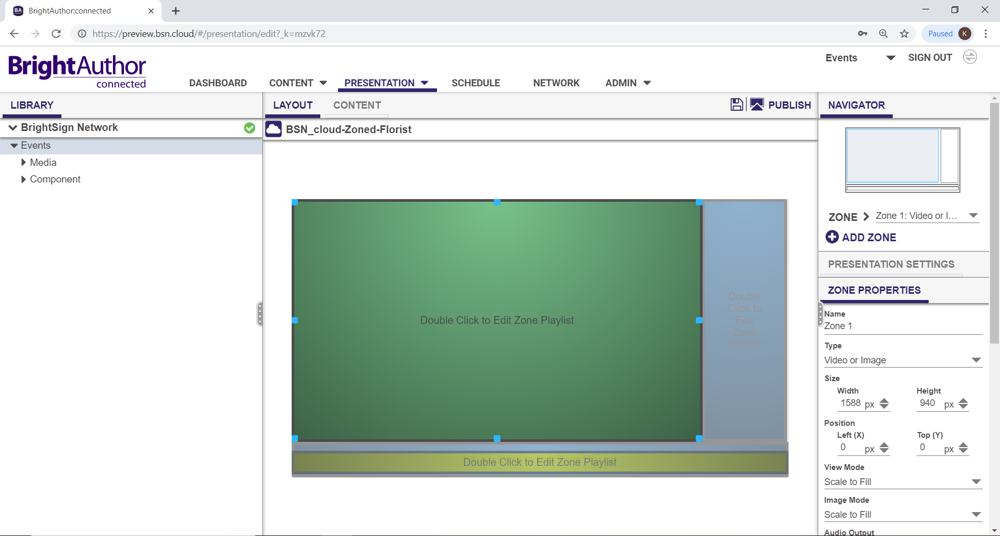 BA BrightAuthor:connected
https://preview.bsn.cloud/#/presentation/edit?_k=mzvk72
Paused K
BrightAuthor
connected
Events SIGN OUT
DASHBOARD CONTENT PRESENTATION SCHEDULE NETWORK ADMIN
LIBRARY
LAYOUT CONTENT PUBLISH
NAVIGATOR
BrightSign Network
BSN_cloud-Zoned-Florist
Events
Media
Component
Double Click to Edit Zone Playlist
Double
Click to
Edit
Zone
Playlist
Double Click to Edit Zone Playlist
ZONE Zone 1: Video or I...
ADD ZONE
PRESENTATION SETTINGS
ZONE PROPERTIES
Name
Zone 1
Type
Video or Image
Size
Width Height
1588 px 940 px
Position
Left (X) Top (Y)
0 px 0 px
View Mode
Scale to Fill
Image Mode
Scale to Fill
Audio Output